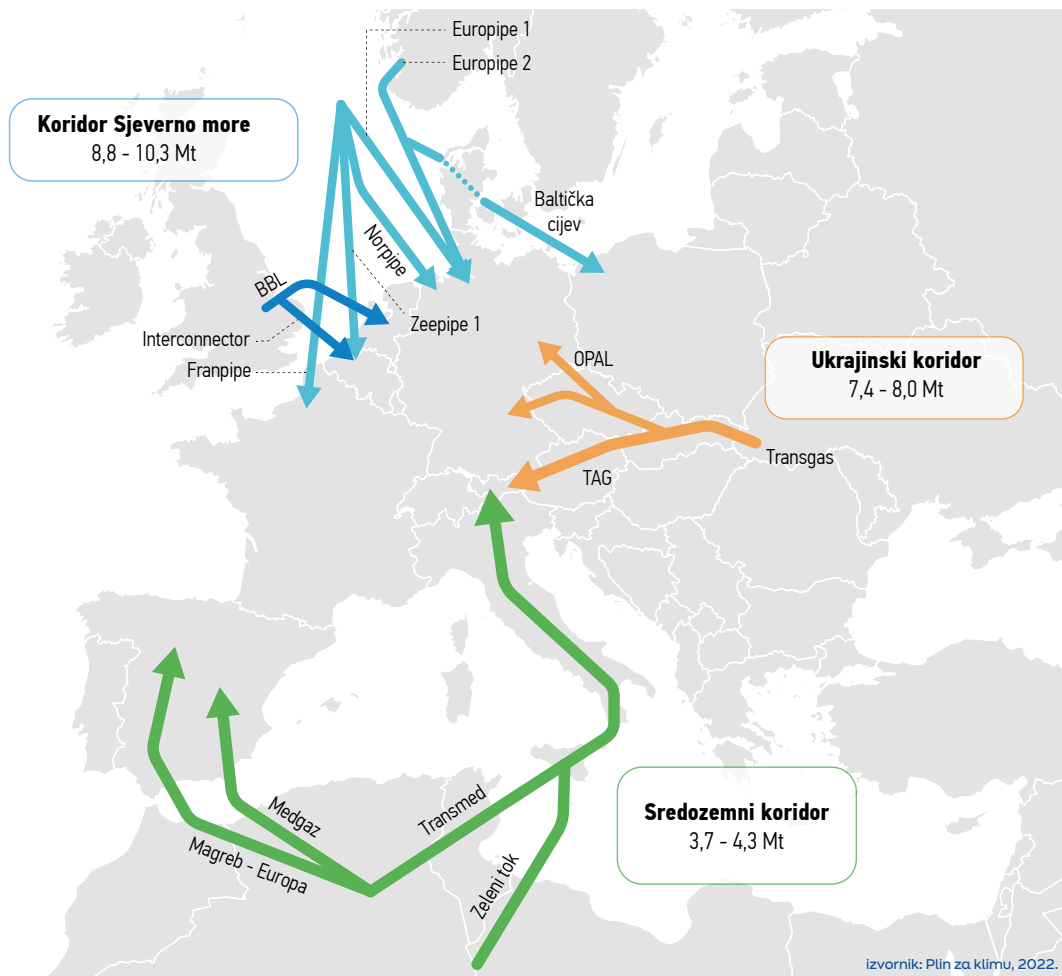 Europipe 1
Europipe 2
Koridor Sjeverno more
8,8 - 10,3 Mt
Baltička
cijev
Norpipe
BBL
Zeepipe 1
Interconnector
Franpipe
OPAL
Ukrajinski koridor
7,4 - 8,0 Mt
Transgas
TAG
Sredozemni koridor
3,7 - 4,3 Mt
Medgaz
Transmed
Magreb - Europa
Zeleni tok
izvornik: Plin za klimu, 2022.